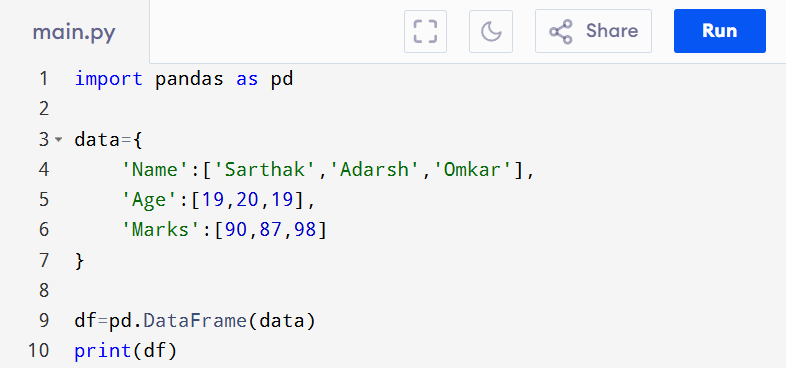 main.py Share Run
1 import pandas as pd
2
3 data={
4     'Name':['Sarthak','Adarsh','Omkar'],
5     'Age':[19,20,19],
6     'Marks':[90,87,98]
7 }
8
9 df=pd.DataFrame(data)
10 print(df)